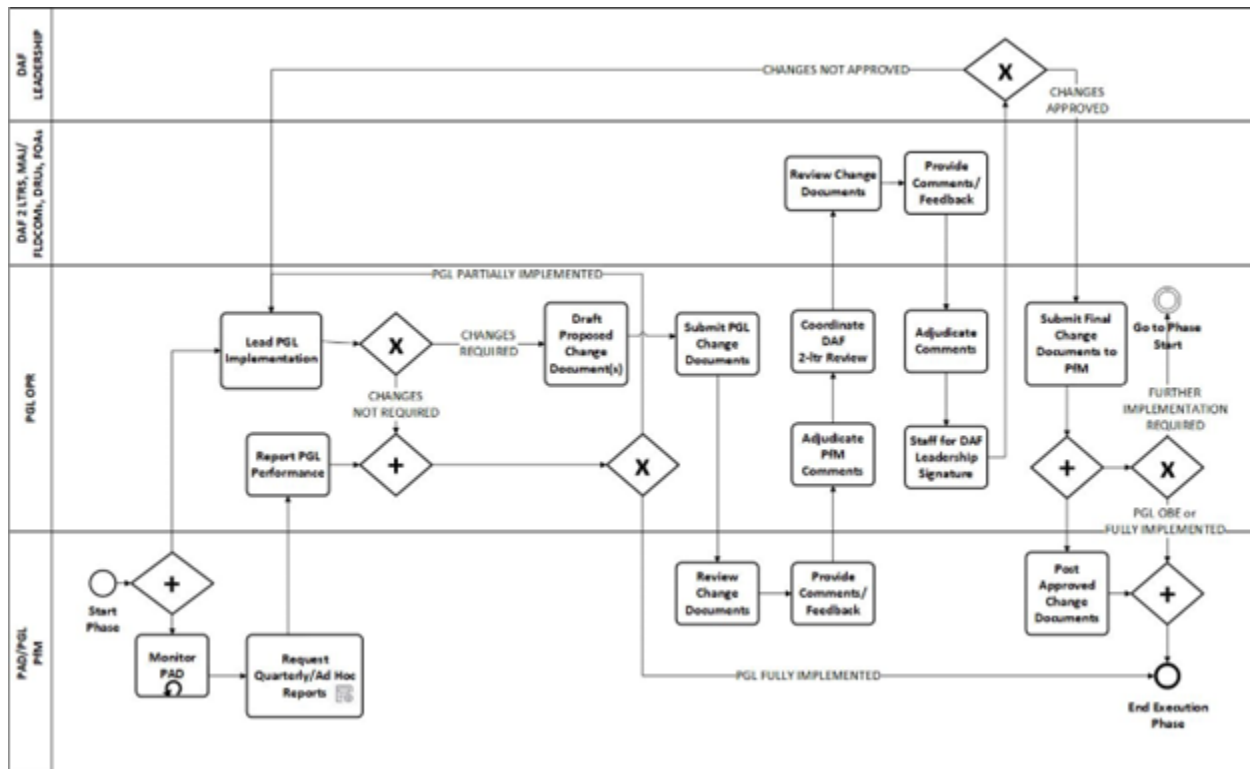 DAF
LEADERSHIP
CHANGES NOT APPROVED
X
CHANGES
APPROVED
DAF 2 LTRS, MAJ/
FLDCOMs, DRUs, FOAs
Review Change
Documents
Provide
Comments/
Feedback
PGL OPR
PGL PARTIALLY IMPLEMENTED
Lead PGL
Implementation
X
CHANGES
REQUIRED
Draft
Proposed
Change
Document(s)
Submit PGL
Change
Documents
Coordinate
DAF
2-ltr Review
Adjudicate
Comments
Submit Final
Change
Documents to
PfM
Go to Phase
Start
CHANGES
NOT REQUIRED
FURTHER
IMPLEMENTATION
REQUIRED
Report PGL
Performance
+
X
Adjudicate
PfM
Comments
Staff for DAF
Leadership
Signature
+
X
PGL OBE or
FULLY IMPLEMENTED
PAD/PGL
PfM
Start
Phase
+
Review
Change
Documents
Provide
Comments/
Feedback
Post
Approved
Change
Documents
+
Monitor
PAD
Request
Quarterly/Ad Hoc
Reports
PGL FULLY IMPLEMENTED
End Execution
Phase